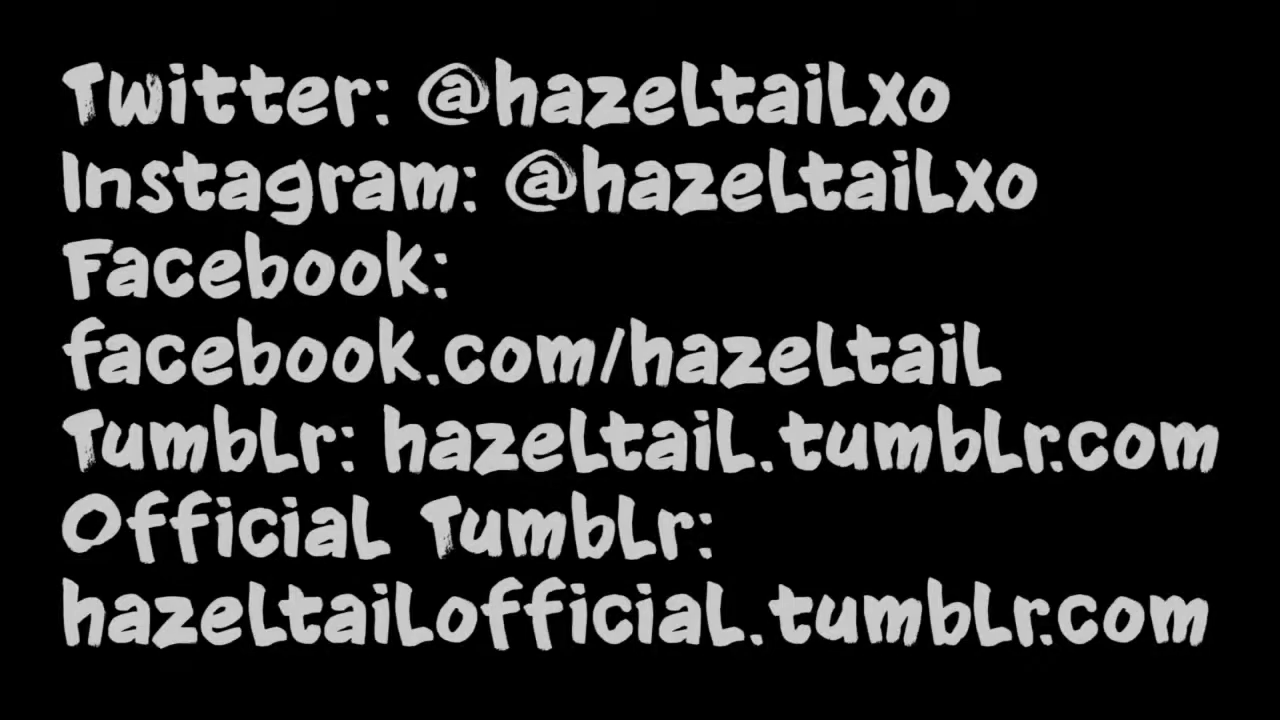 Twitter: @hazeltailxo
Instagram: @hazeltailxo
Facebook:
facebook.com/hazeltail
Tumblr: hazeltail.tumblr.com
Official Tumblr:
hazeltailofficial.tumblr.com